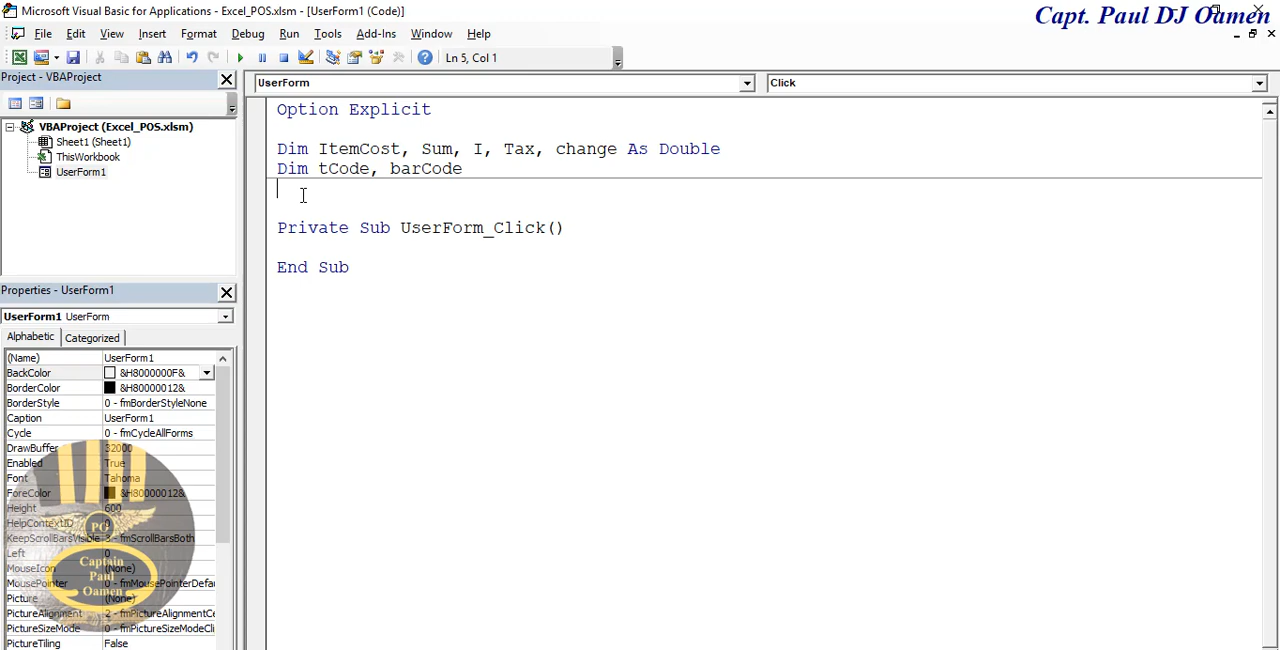 Microsoft Visual Basic for Applications - Excel_POS.xlsm - [UserForm1 (Code)]
Capt. Paul DJ Oamen
File Edit View Insert Format Debug Run Tools Add-Ins Window Help
Ln 5, Col 1
Project - VBAProject
UserForm Click
VBAProject (Excel_POS.xlsm)
Sheet1 (Sheet1)
ThisWorkbook
UserForm1
Option Explicit
Dim ItemCost, Sum, I, Tax, change As Double
Dim tCode, barCode
Private Sub UserForm_Click()
End Sub
Properties - UserForm1
UserForm1 UserForm
Alphabetic Categorized
(Name) UserForm1
BackColor &H8000000F&
BorderColor &H80000012&
BorderStyle 0 - fmBorderStyleNone
Caption UserForm1
Cycle 0 - fmCycleAllForms
DrawBuffer 32000
Enabled True
Font Tahoma
ForeColor &H80000012&
Height 600
HelpContextID 0
KeepScrollBarsVisible 3 - fmScrollBarsBoth
Left 0
MouseIcon (None)
MousePointer 0 - fmMousePointerDefau
Picture (None)
PictureAlignment 2 - fmPictureAlignmentCe
PictureSizeMode 0 - fmPictureSizeModeCli
PictureTiling False
PO
Captain
Paul
Oamen